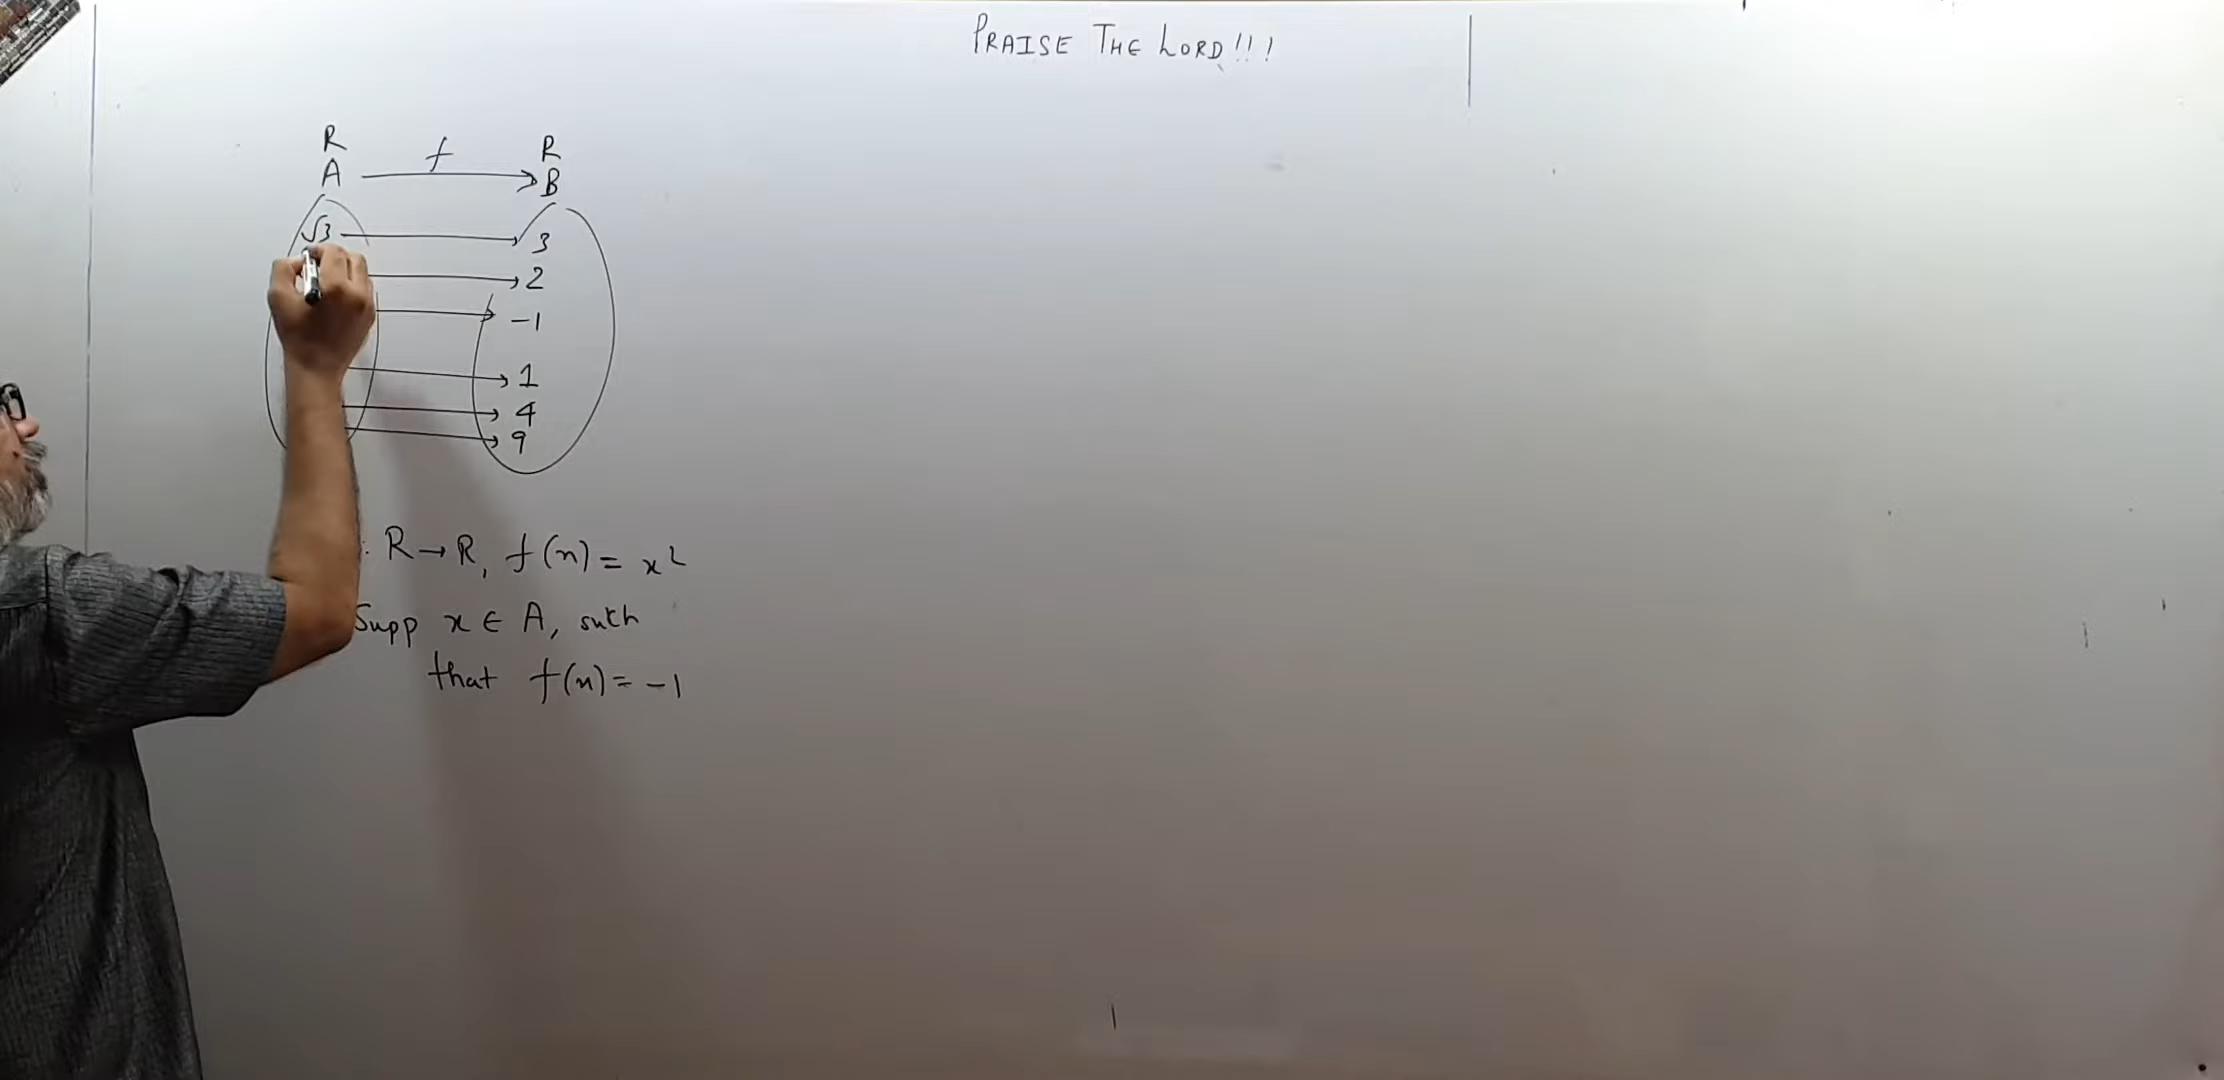 PRAISE THE LORD!!!
R R
A f B
√3 3
2
-1
1
4
9
: R → R, f(x) = x²
Supp x ∈ A, such
that f(x) = -1